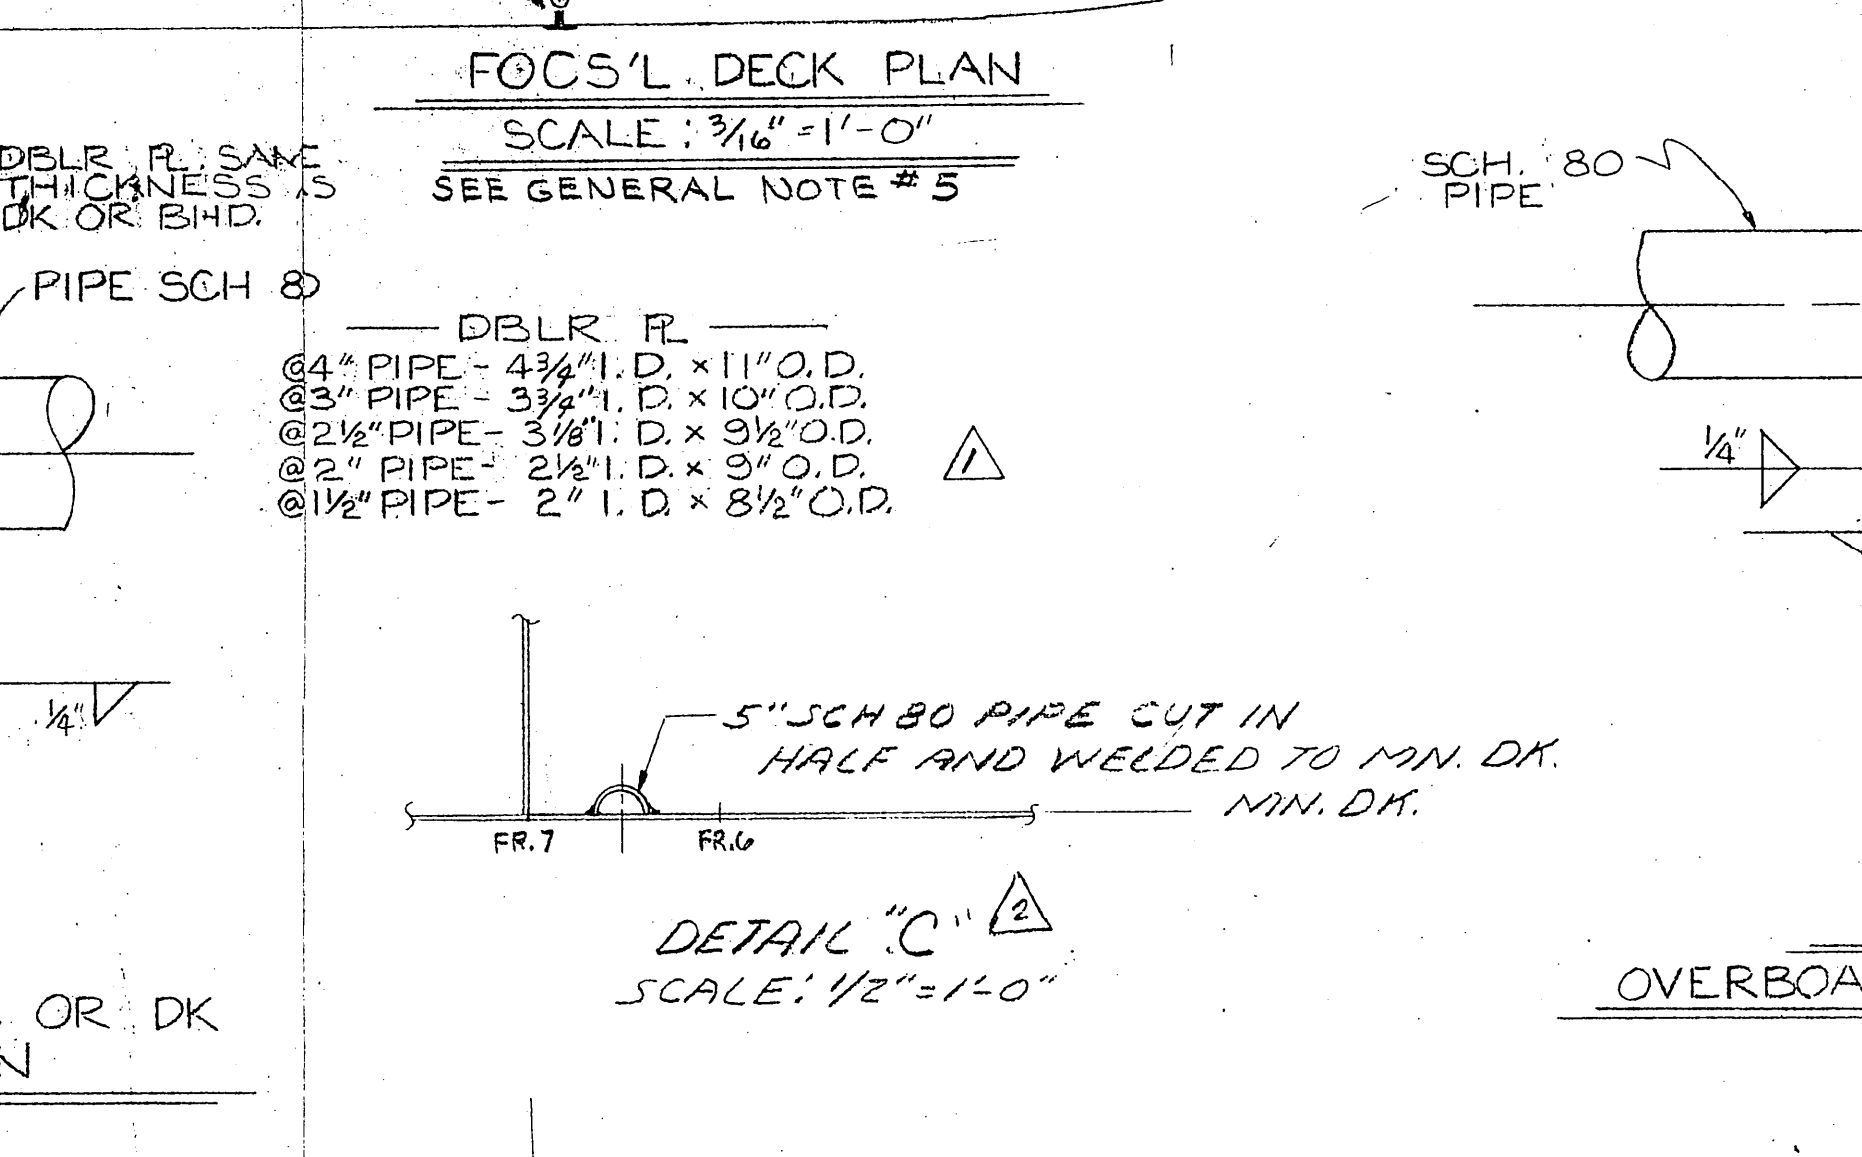 FOCS'L DECK PLAN
SCALE: 3/16" = 1'-0"
SEE GENERAL NOTE #5
DBLR PL SAME
THICKNESS AS
DK OR BHD.
PIPE SCH 80
SCH. 80
PIPE
DBLR PL
@4" PIPE - 4 3/4" I.D. x 11" O.D.
@3" PIPE - 3 3/4" I.D. x 10" O.D.
@2 1/2" PIPE - 3 1/8" I.D. x 9 1/2" O.D.
@2" PIPE - 2 1/2" I.D. x 9" O.D.
@1 1/2" PIPE - 2" I.D. x 8 1/2" O.D.
1
1/4"
1/4"
5" SCH 80 PIPE CUT IN
HALF AND WELDED TO MN. DK.
MN. DK.
FR.7
FR.6
DETAIL "C"
2
SCALE: 1/2" = 1'-0"
OR DK
N
OVERBOA